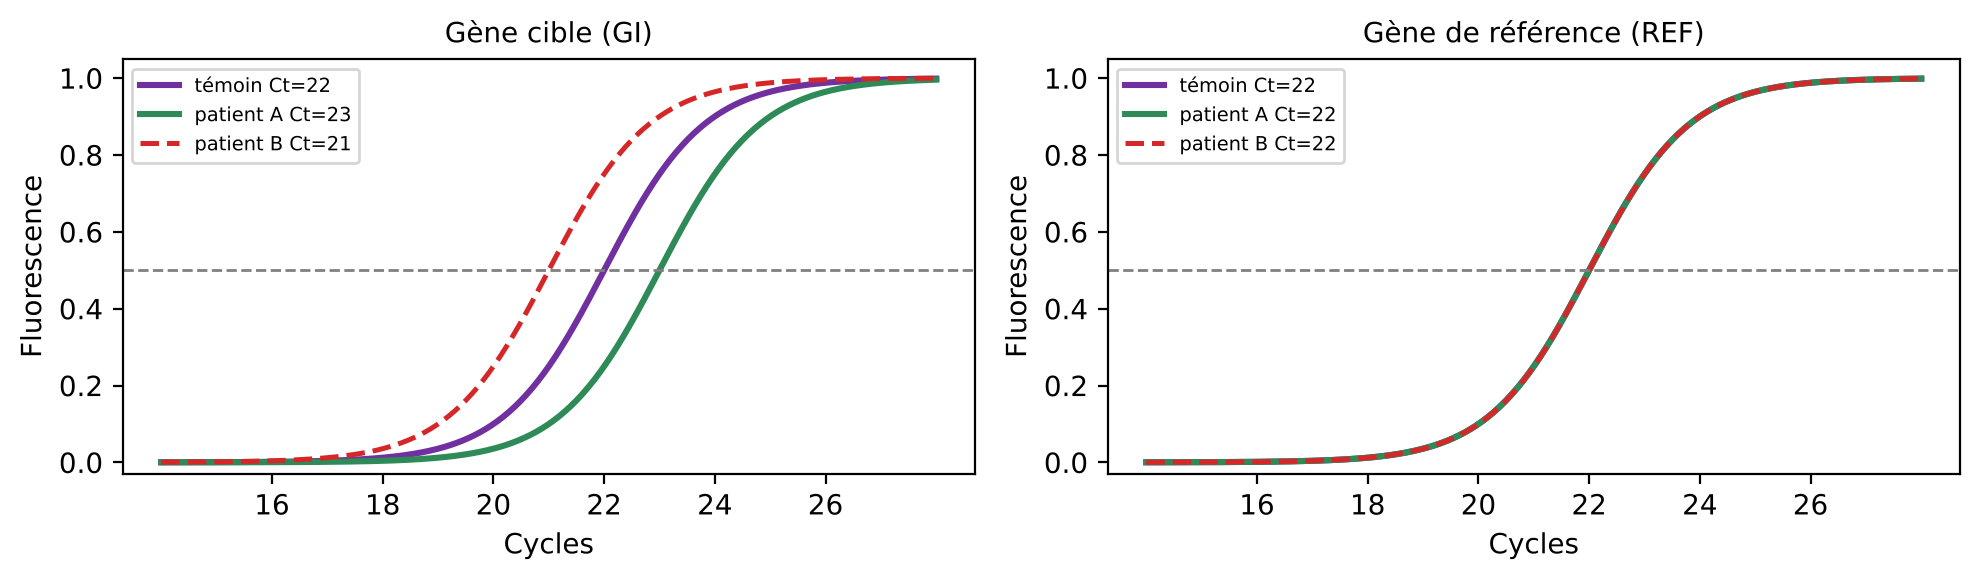 Gène cible (GI)
témoin Ct=22
patient A Ct=23
patient B Ct=21
1.0
0.8
0.6
0.4
0.2
0.0
Fluorescence
16 18 20 22 24 26
Cycles
Gène de référence (REF)
témoin Ct=22
patient A Ct=22
patient B Ct=22
1.0
0.8
0.6
0.4
0.2
0.0
Fluorescence
16 18 20 22 24 26
Cycles